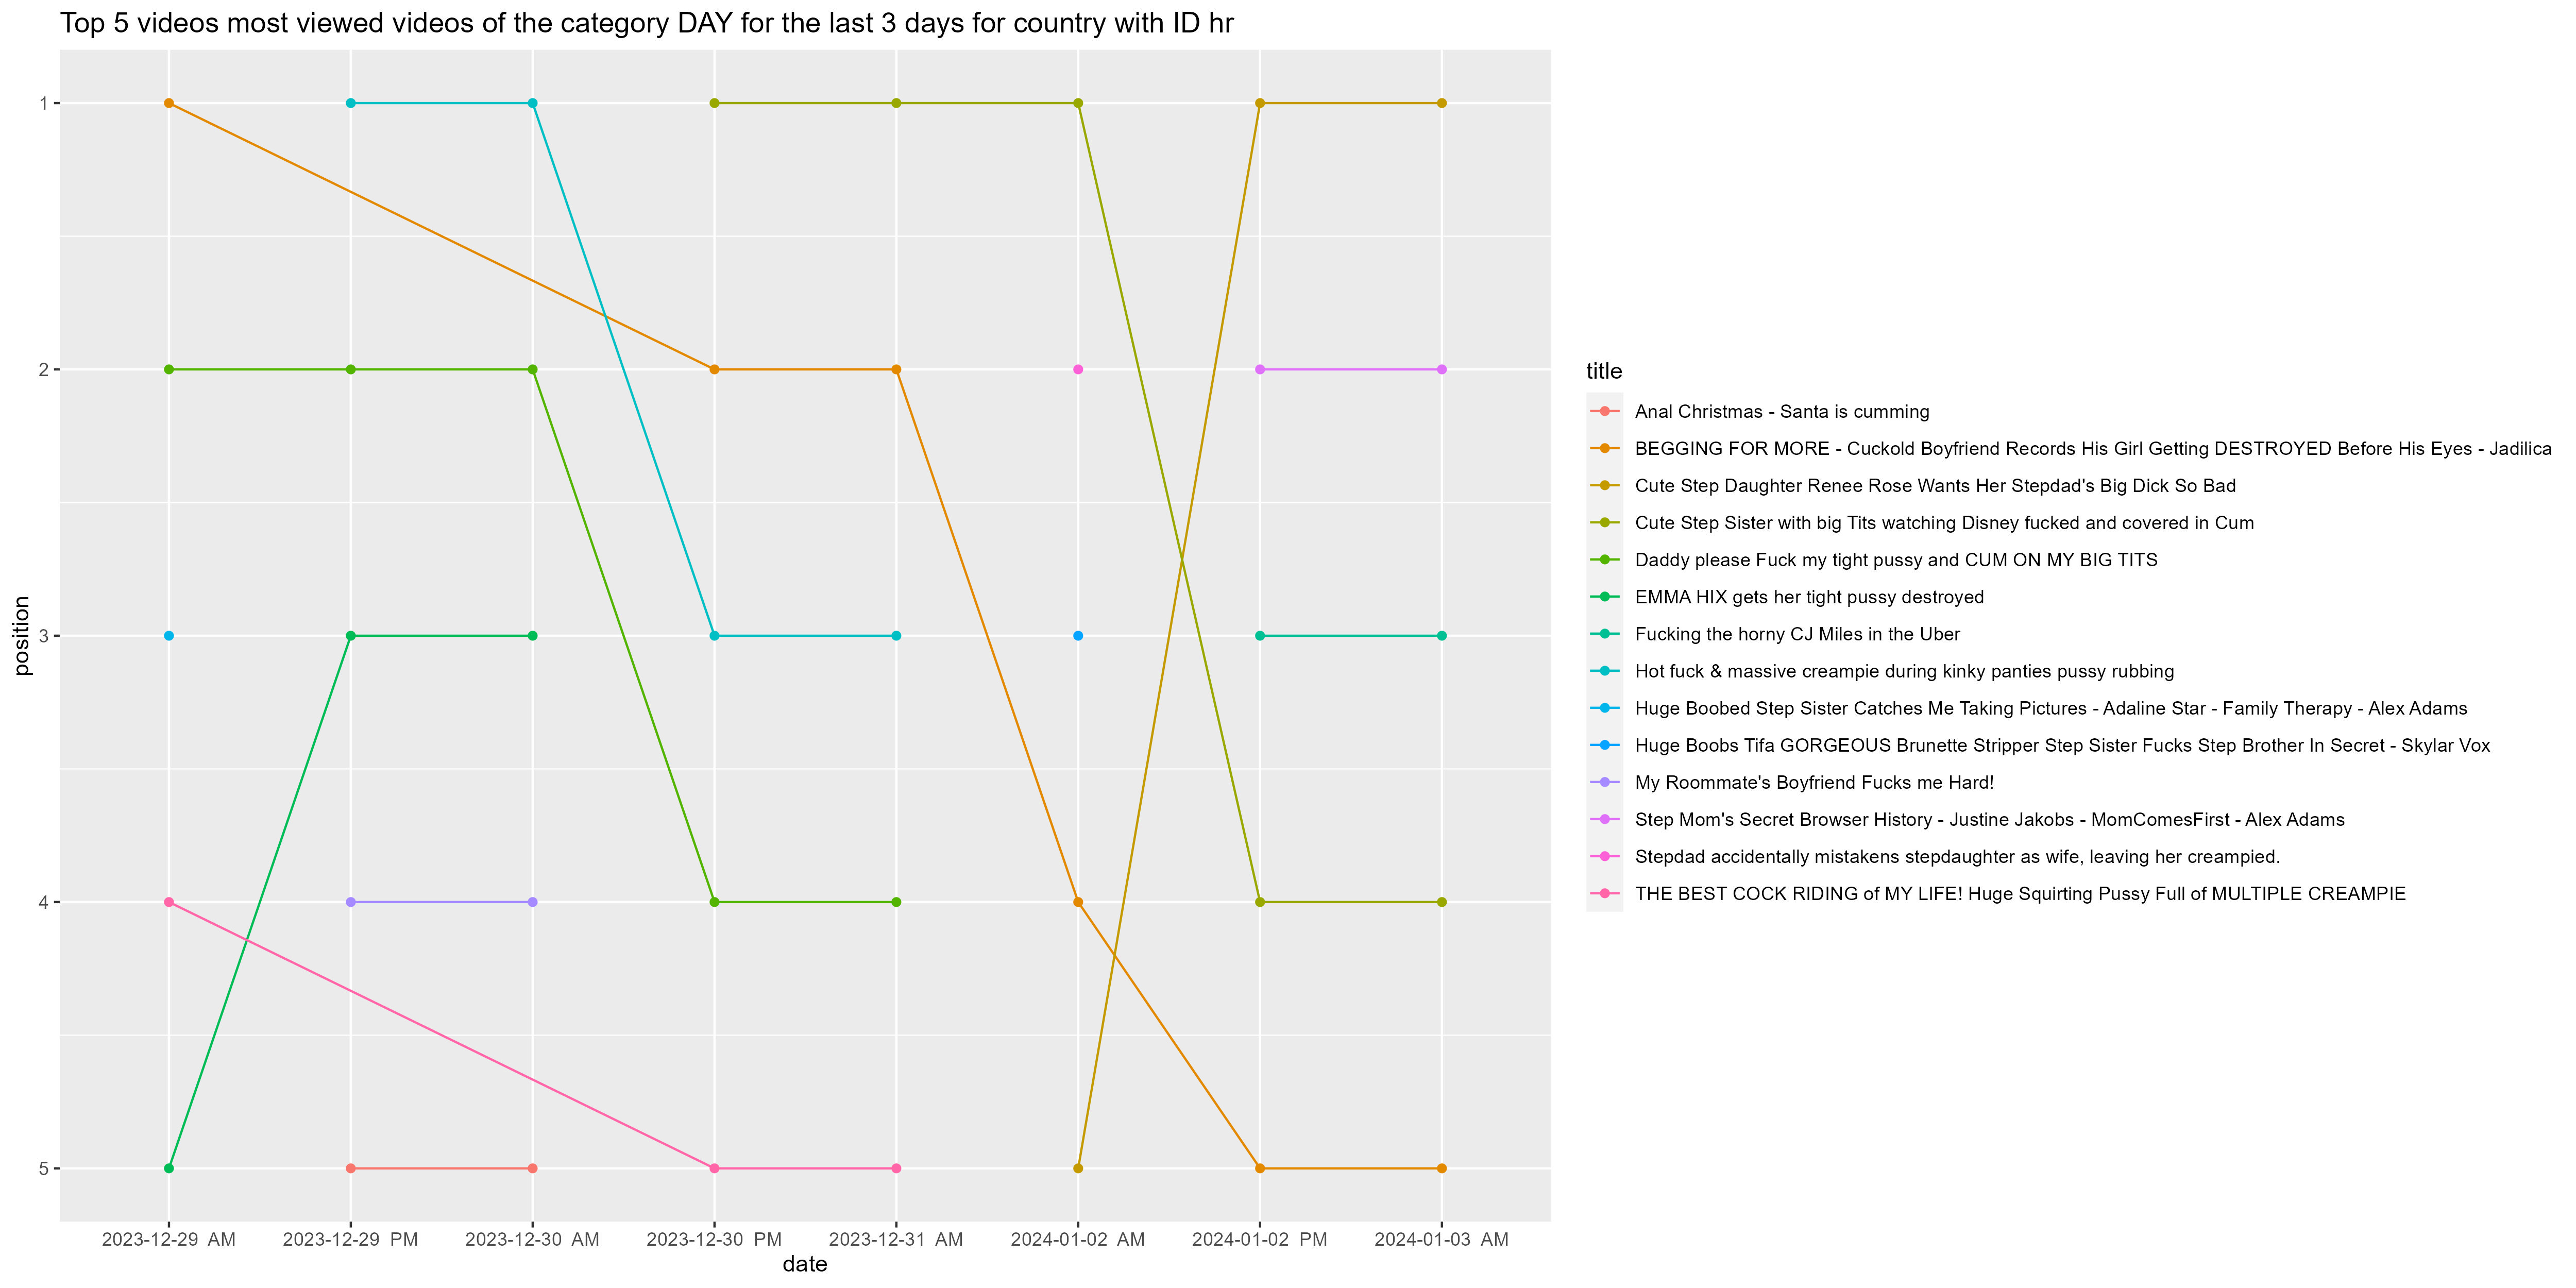 Top 5 videos most viewed videos of the category DAY for the last 3 days for country with ID hr
position
1
2
3
4
5
2023-12-29 AM
2023-12-29 PM
2023-12-30 AM
2023-12-30 PM
2023-12-31 AM
2024-01-02 AM
2024-01-02 PM
2024-01-03 AM
date
title
Anal Christmas - Santa is cumming
BEGGING FOR MORE - Cuckold Boyfriend Records His Girl Getting DESTROYED Before His Eyes - Jadilica
Cute Step Daughter Renee Rose Wants Her Stepdad's Big Dick So Bad
Cute Step Sister with big Tits watching Disney fucked and covered in Cum
Daddy please Fuck my tight pussy and CUM ON MY BIG TITS
EMMA HIX gets her tight pussy destroyed
Fucking the horny CJ Miles in the Uber
Hot fuck & massive creampie during kinky panties pussy rubbing
Huge Boobed Step Sister Catches Me Taking Pictures - Adaline Star - Family Therapy - Alex Adams
Huge Boobs Tifa GORGEOUS Brunette Stripper Step Sister Fucks Step Brother In Secret - Skylar Vox
My Roommate's Boyfriend Fucks me Hard!
Step Mom's Secret Browser History - Justine Jakobs - MomComesFirst - Alex Adams
Stepdad accidentally mistakens stepdaughter as wife, leaving her creampied.
THE BEST COCK RIDING of MY LIFE! Huge Squirting Pussy Full of MULTIPLE CREAMPIE